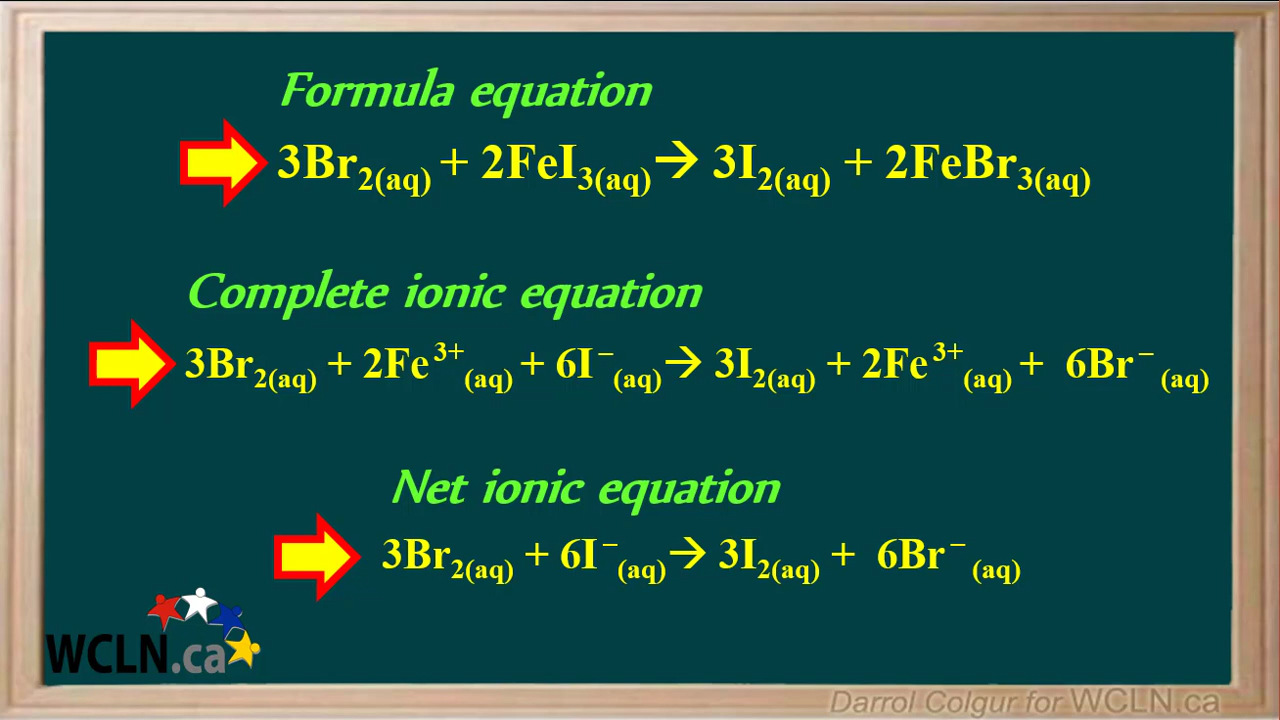 Formula equation
3Br₂(aq) + 2FeI₃(aq) → 3I₂(aq) + 2FeBr₃(aq)
Complete ionic equation
3Br₂(aq) + 2Fe³⁺(aq) + 6I⁻(aq) → 3I₂(aq) + 2Fe³⁺(aq) + 6Br⁻(aq)
Net ionic equation
3Br₂(aq) + 6I⁻(aq) → 3I₂(aq) + 6Br⁻(aq)
WCLN.ca
Darrol Colgur for WCLN.ca